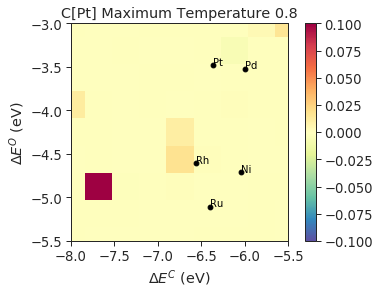 C[Pt] Maximum Temperature 0.8
−3.0
−3.5
−4.0
−4.5
−5.0
−5.5
ΔE^O (eV)
Pt
Pd
Rh
Ni
Ru
−8.0 −7.5 −7.0 −6.5 −6.0 −5.5
ΔE^C (eV)
0.100
0.075
0.050
0.025
0.000
−0.025
−0.050
−0.075
−0.100